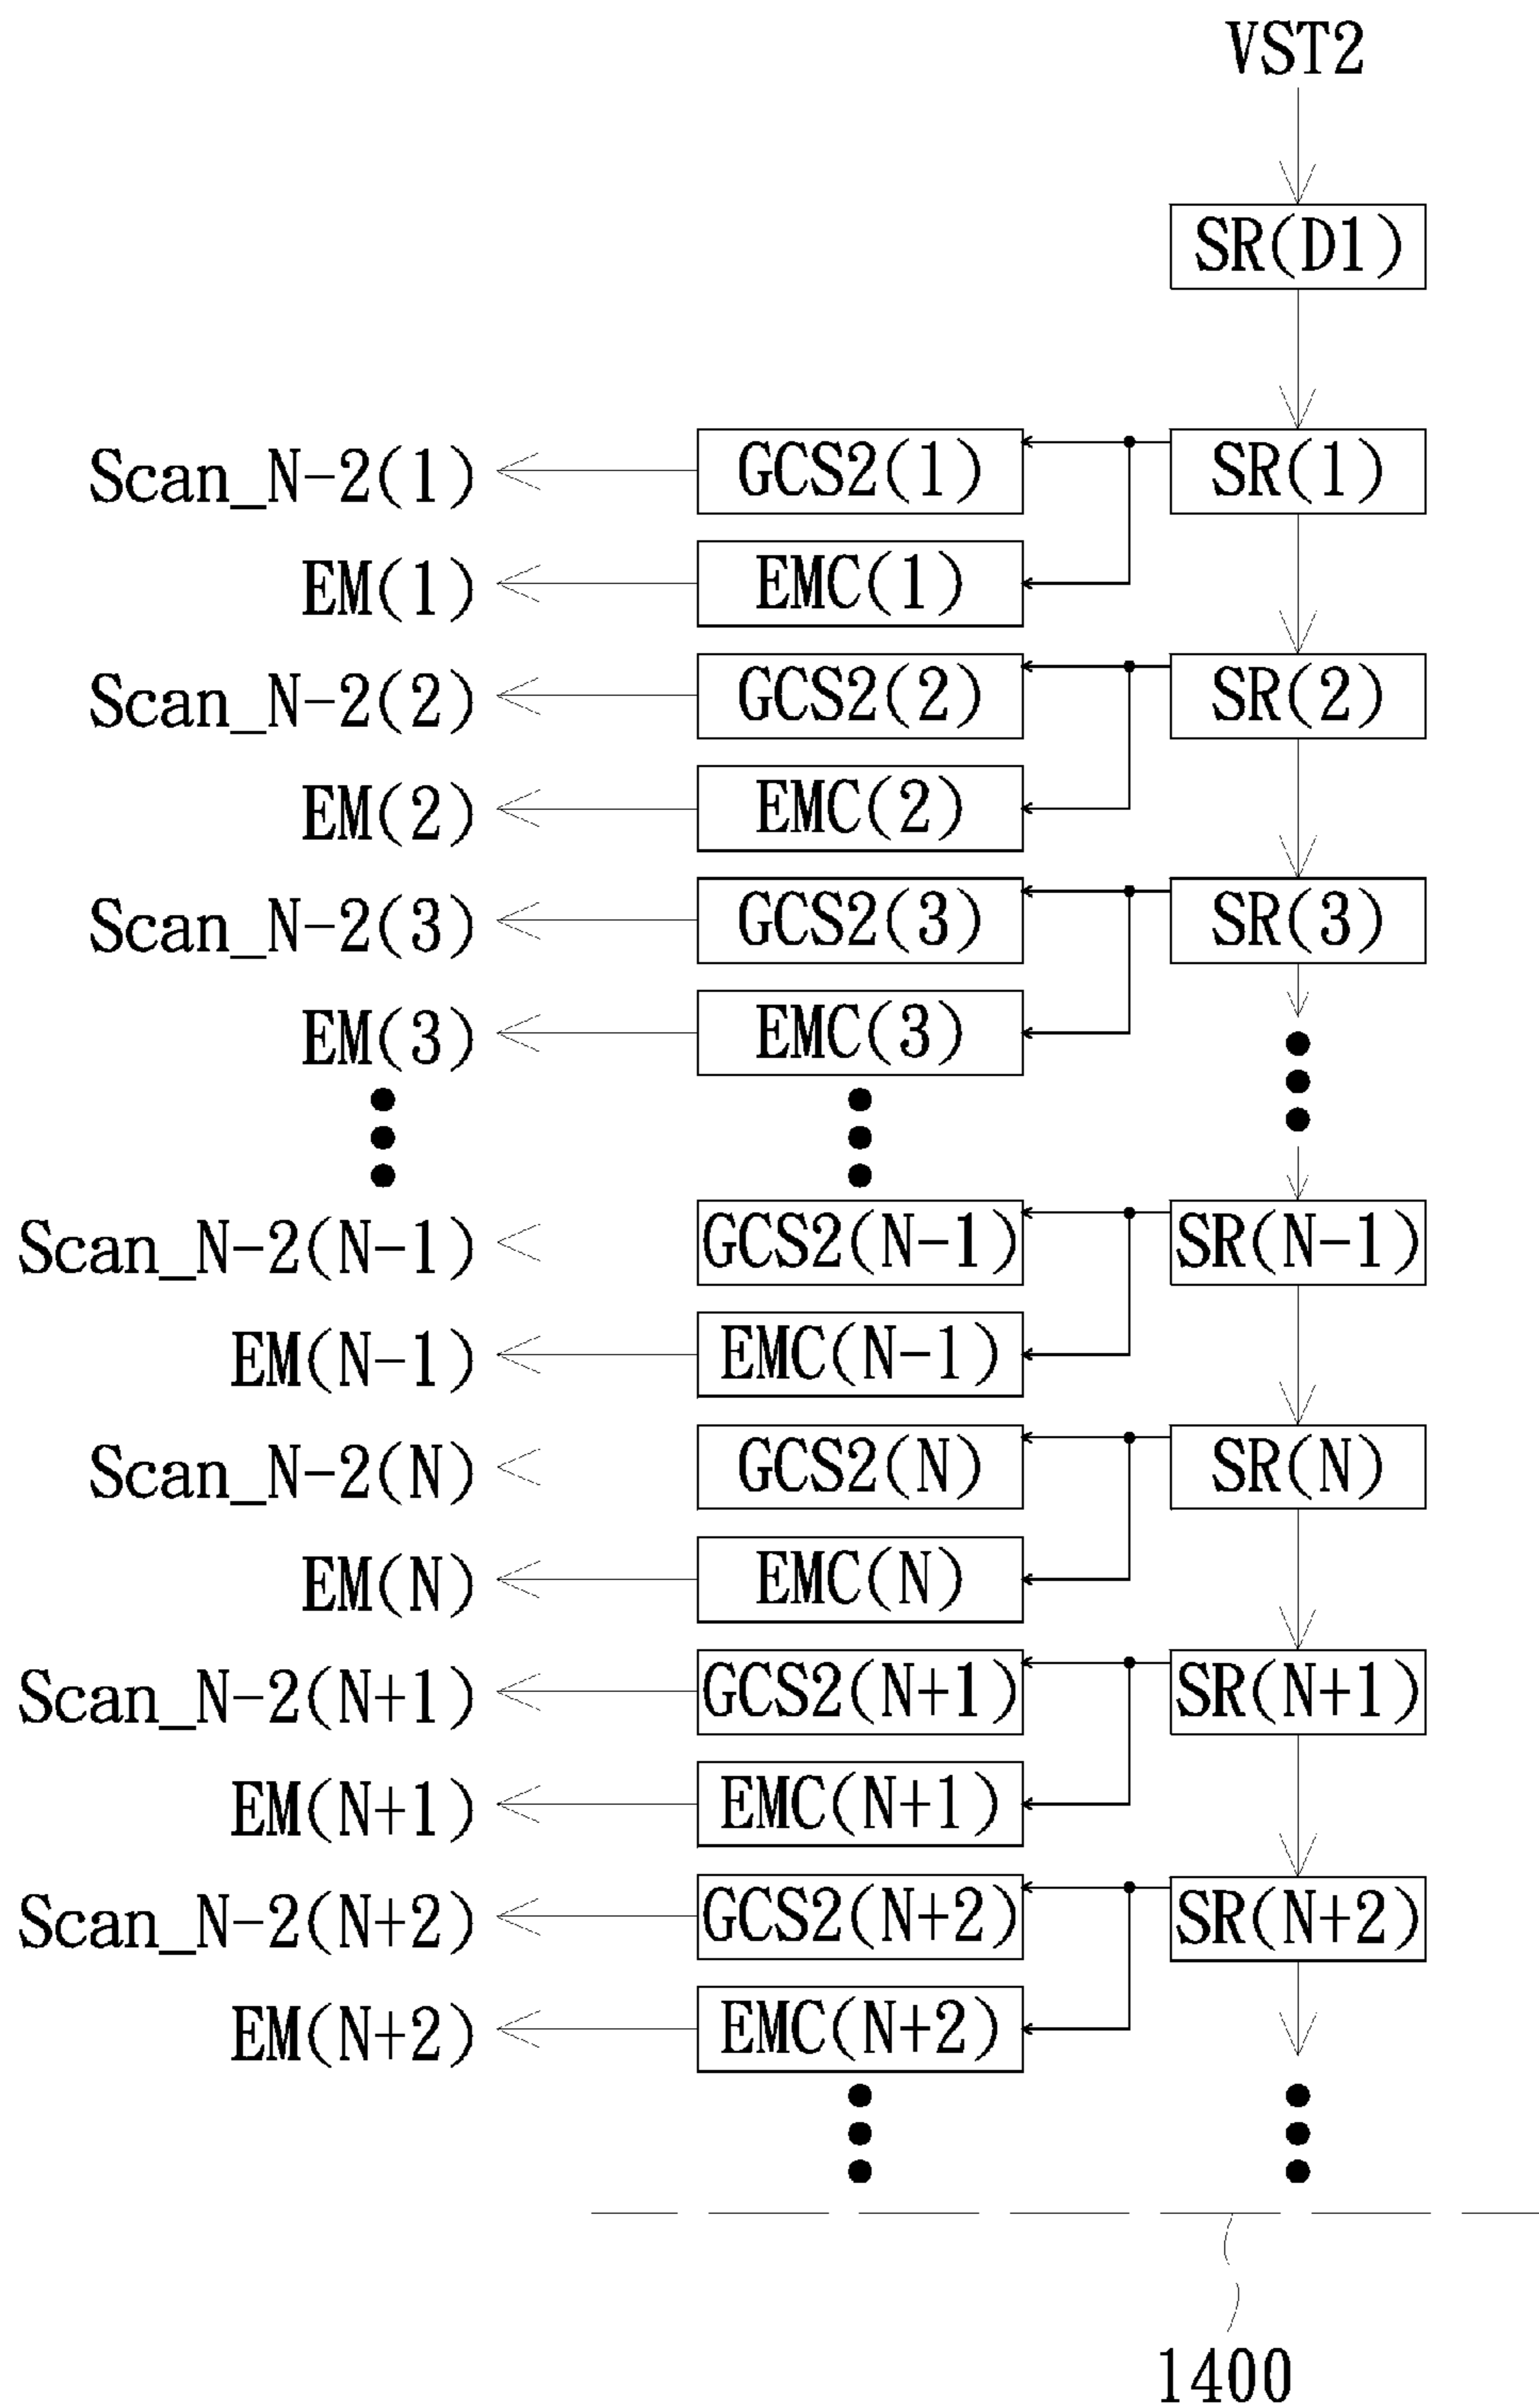 VST2
SR(D1)
Scan_N-2(1) GCS2(1) SR(1)
EM(1) EMC(1)
Scan_N-2(2) GCS2(2) SR(2)
EM(2) EMC(2)
Scan_N-2(3) GCS2(3) SR(3)
EM(3) EMC(3)
Scan_N-2(N-1) GCS2(N-1) SR(N-1)
EM(N-1) EMC(N-1)
Scan_N-2(N) GCS2(N) SR(N)
EM(N) EMC(N)
Scan_N-2(N+1) GCS2(N+1) SR(N+1)
EM(N+1) EMC(N+1)
Scan_N-2(N+2) GCS2(N+2) SR(N+2)
EM(N+2) EMC(N+2)
1400